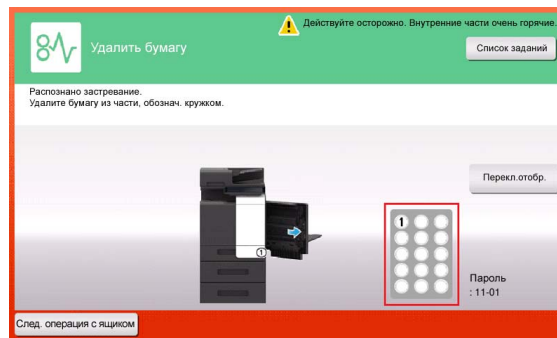 Действуйте осторожно. Внутренние части очень горячие.
Удалить бумагу
Список заданий
Распознано застревание.
Удалите бумагу из части, обознач. кружком.
Перекл.отобр.
1
1
Пароль
: 11-01
След. операция с ящиком